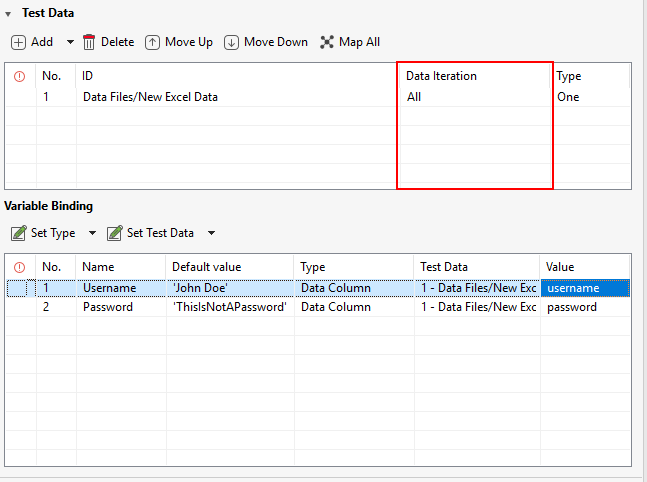 Test Data
Add Delete Move Up Move Down Map All
No. ID Data Iteration Type
1 Data Files/New Excel Data All One
Variable Binding
Set Type Set Test Data
No. Name Default value Type Test Data Value
1 Username 'John Doe' Data Column 1 - Data Files/New Exc username
2 Password 'ThisIsNotAPassword' Data Column 1 - Data Files/New Exc password